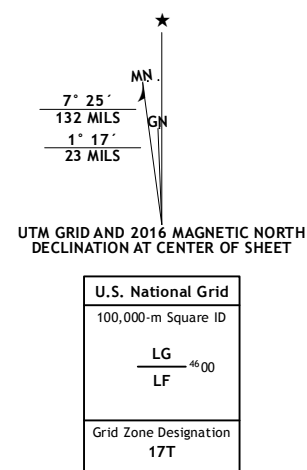 ★
MN
7° 25´
132 MILS
GN
1° 17´
23 MILS
UTM GRID AND 2016 MAGNETIC NORTH
DECLINATION AT CENTER OF SHEET
U.S. National Grid
100,000-m Square ID
LG
4600
LF
Grid Zone Designation
17T